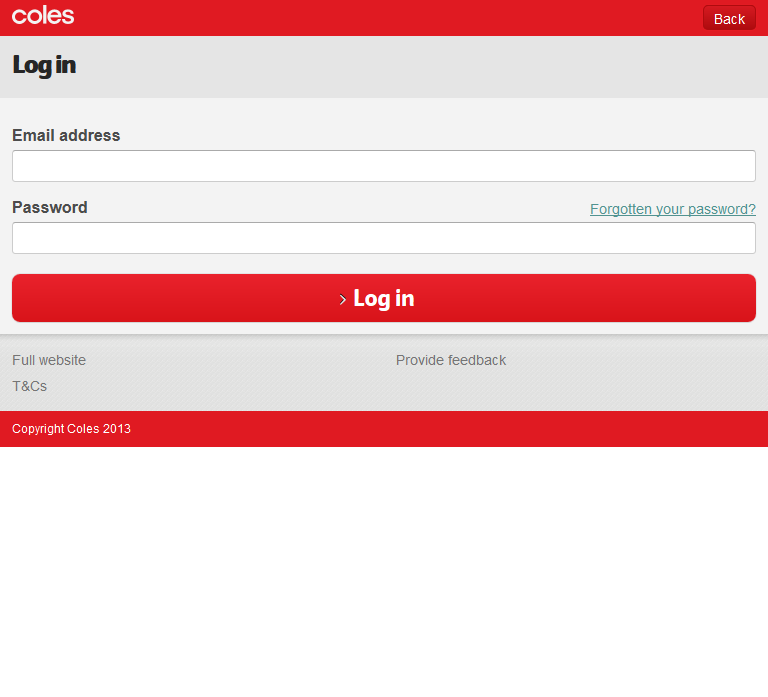 coles
Back
Log in
Email address
Password
Forgotten your password?
Log in
Full website
Provide feedback
T&Cs
Copyright Coles 2013